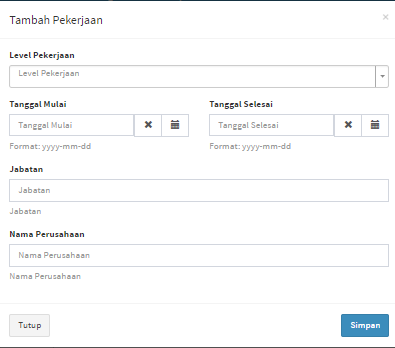 Tambah Pekerjaan ×
Level Pekerjaan
Level Pekerjaan
Tanggal Mulai Tanggal Selesai
Tanggal Mulai Tanggal Selesai
Format: yyyy-mm-dd Format: yyyy-mm-dd
Jabatan
Jabatan
Jabatan
Nama Perusahaan
Nama Perusahaan
Nama Perusahaan
Tutup Simpan